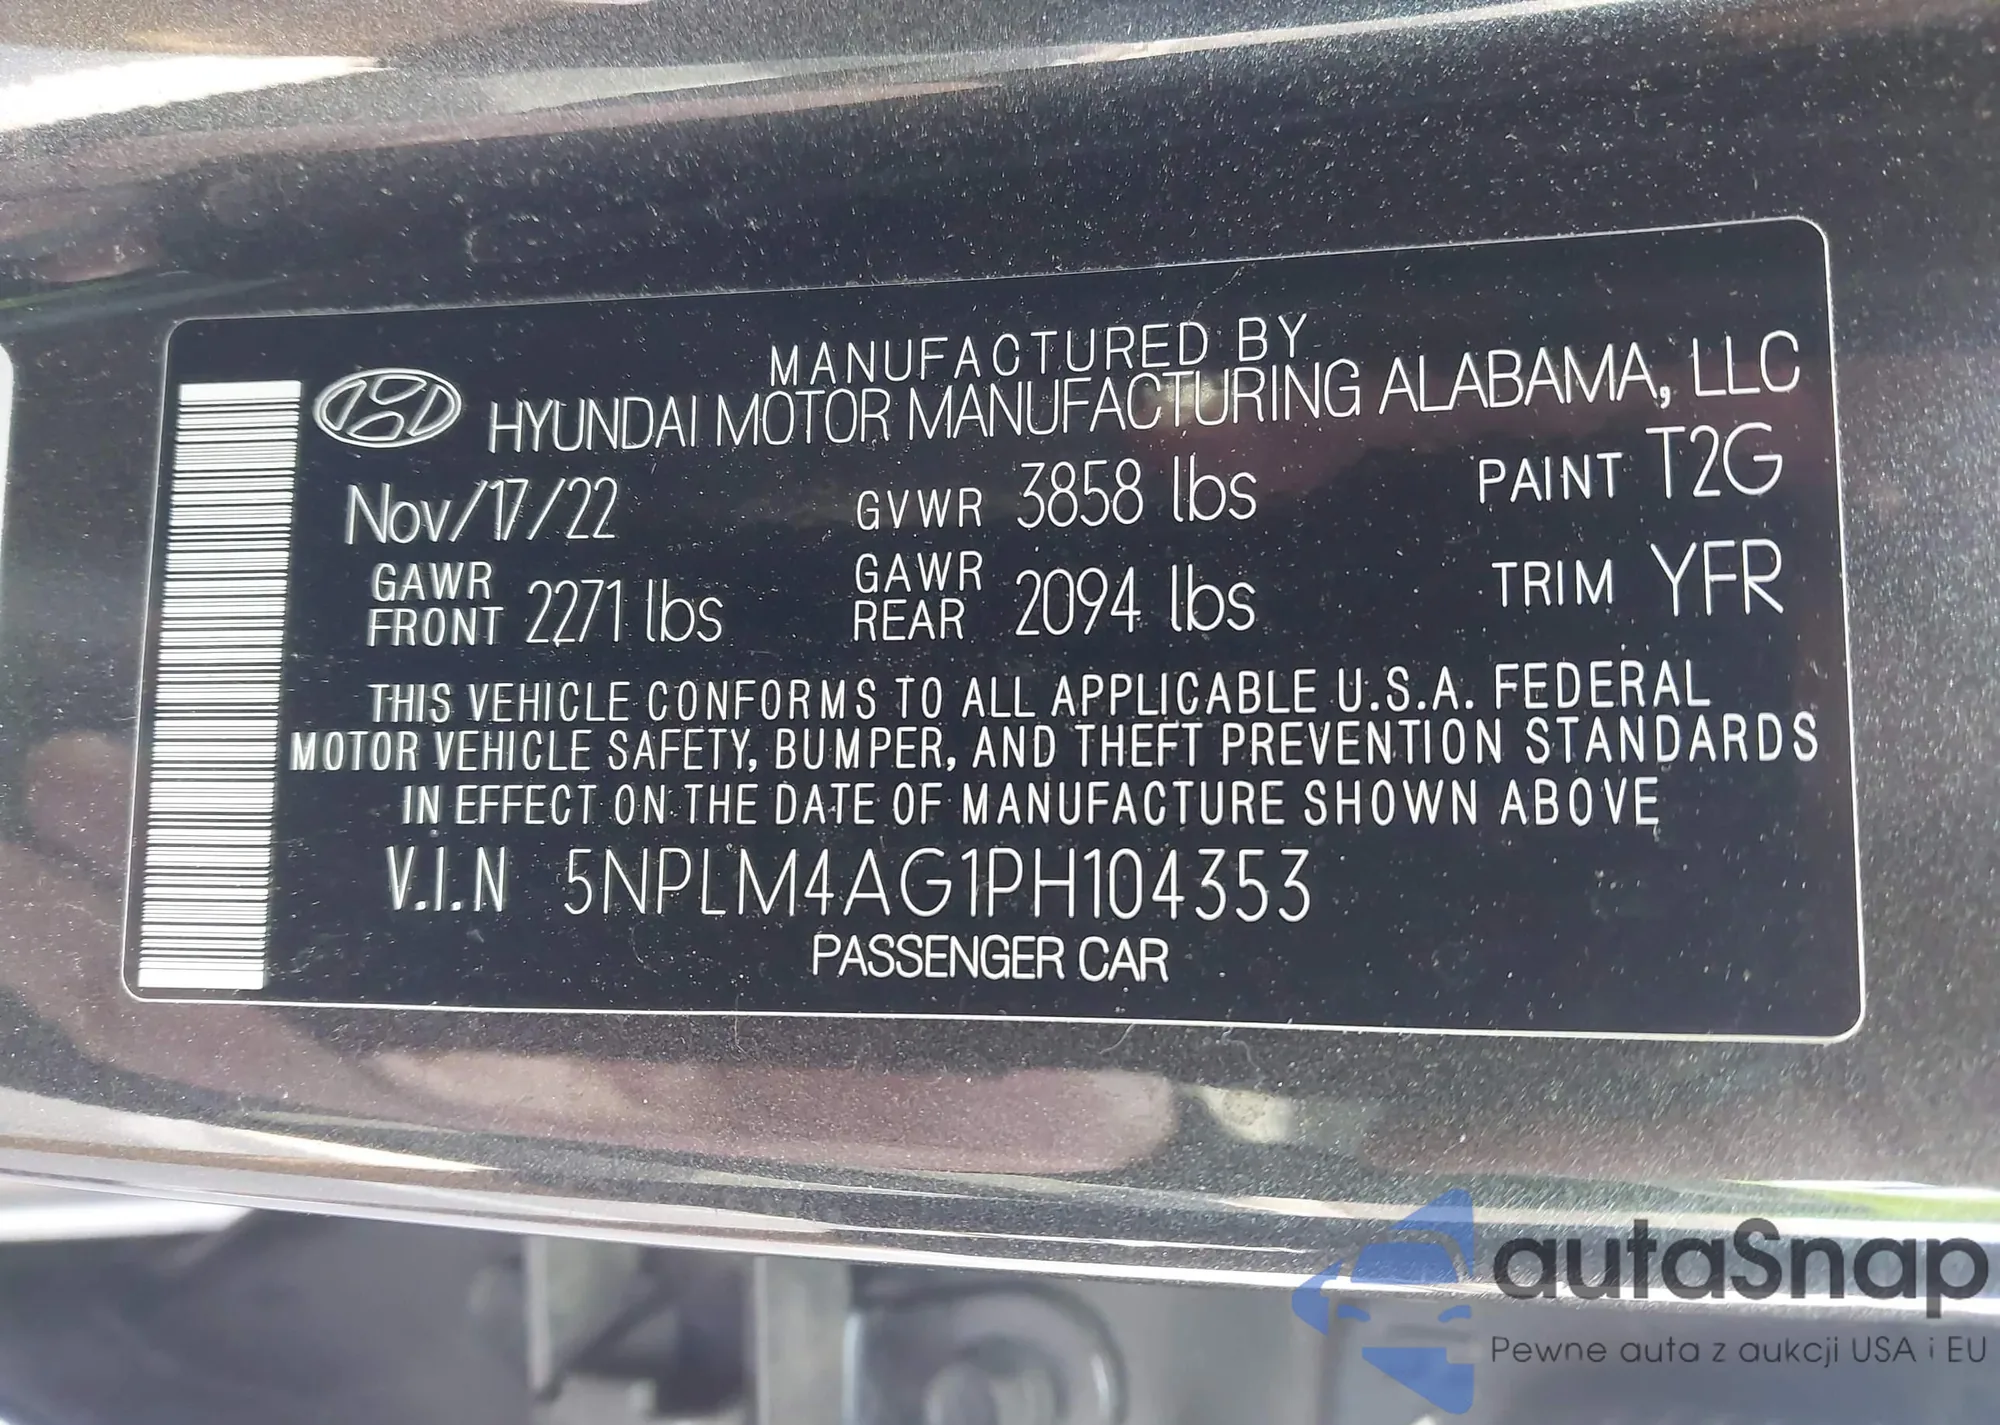 MANUFACTURED BY
HYUNDAI MOTOR MANUFACTURING ALABAMA, LLC
Nov/17/22 GVWR 3858 lbs PAINT T2G
GAWR FRONT 2271 lbs GAWR REAR 2094 lbs TRIM YFR
THIS VEHICLE CONFORMS TO ALL APPLICABLE U.S.A. FEDERAL
MOTOR VEHICLE SAFETY, BUMPER, AND THEFT PREVENTION STANDARDS
IN EFFECT ON THE DATE OF MANUFACTURE SHOWN ABOVE
V.I.N 5NPLM4AG1PH104353
PASSENGER CAR
autaSnap
Pewne auta z aukcji USA i EU